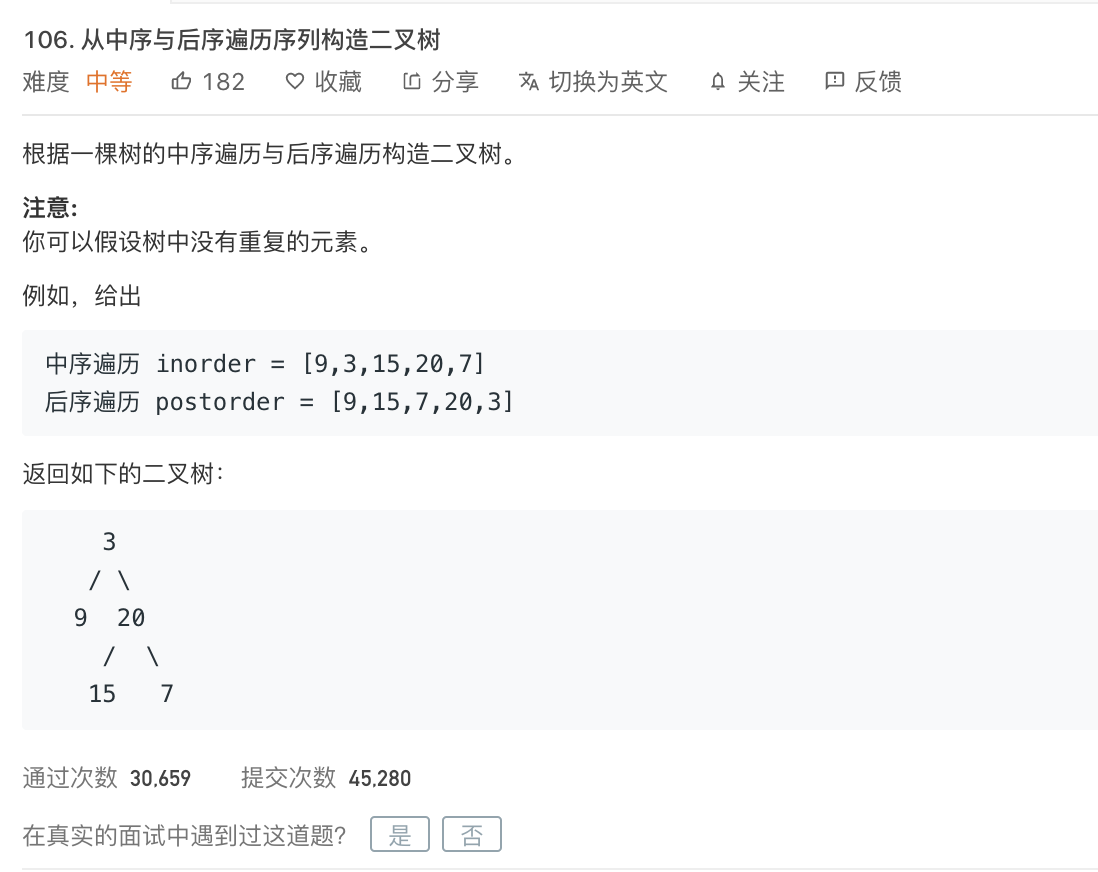 106. 从中序与后序遍历序列构造二叉树
难度 中等 182 收藏 分享 切换为英文 关注 反馈
根据一棵树的中序遍历与后序遍历构造二叉树。
注意:
你可以假设树中没有重复的元素。
例如，给出
中序遍历 inorder = [9,3,15,20,7]
后序遍历 postorder = [9,15,7,20,3]
返回如下的二叉树：
3
/ \
9 20
/ \
15 7
通过次数 30,659 提交次数 45,280
在真实的面试中遇到过这道题? 是 否